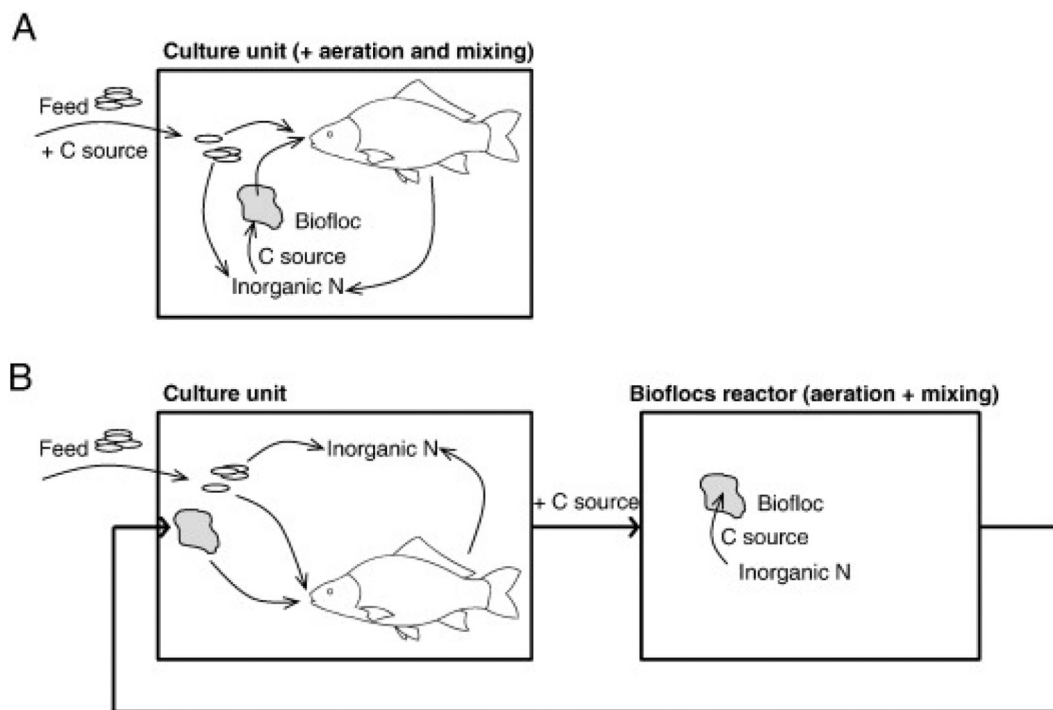 A
Culture unit (+ aeration and mixing)
Feed
+ C source
Biofloc
C source
Inorganic N
B
Culture unit
Bioflocs reactor (aeration + mixing)
Feed
Inorganic N
+ C source
Biofloc
C source
Inorganic N